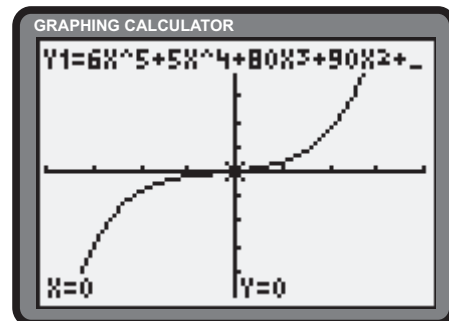 GRAPHING CALCULATOR
Y1=6X^5+5X^4+80X³+90X²+_
X=0 Y=0